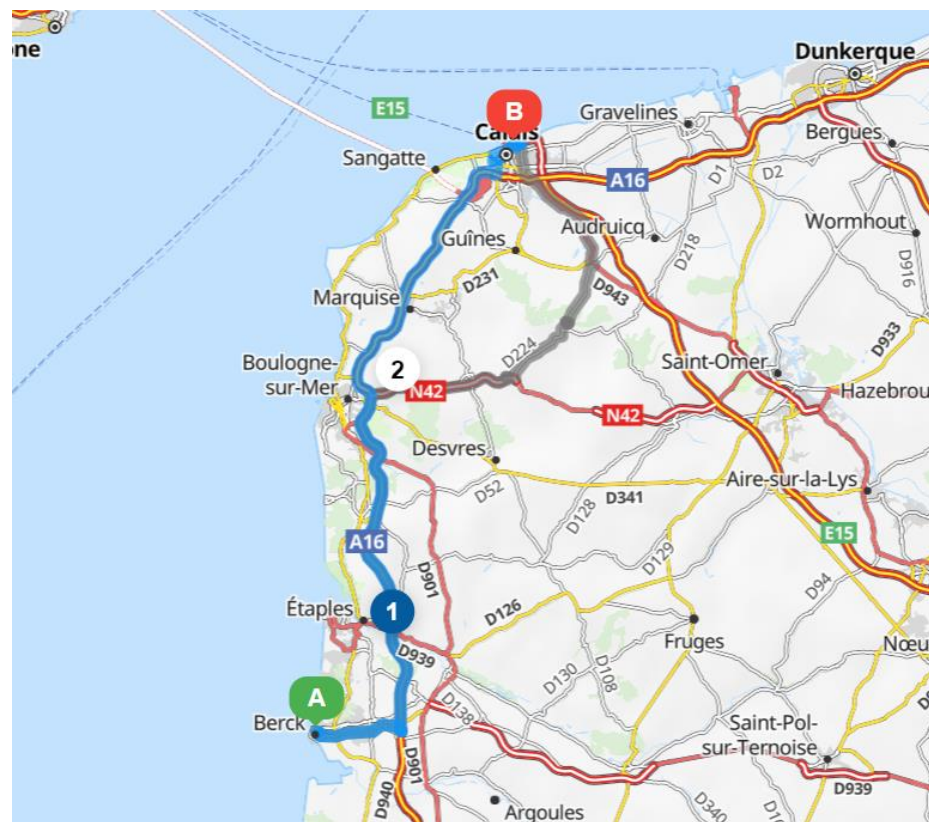 one
Dunkerque
B
E15
Calais
Gravelines
Bergues
Sangatte
A16
D1
D2
Audruicq
Wormhout
Guînes
D218
D916
D231
D943
Marquise
D933
D224
Boulogne-
sur-Mer
2
Saint-Omer
N42
Hazebrou
N42
Desvres
Aire-sur-la-Lys
D52
D341
D128
E15
A16
D129
D901
D94
Étaples
1
D126
Fruges
Nœu
D939
D130
D108
A
Berck
D138
Saint-Pol-
sur-Ternoise
D901
D940
D939
D340
Argoules